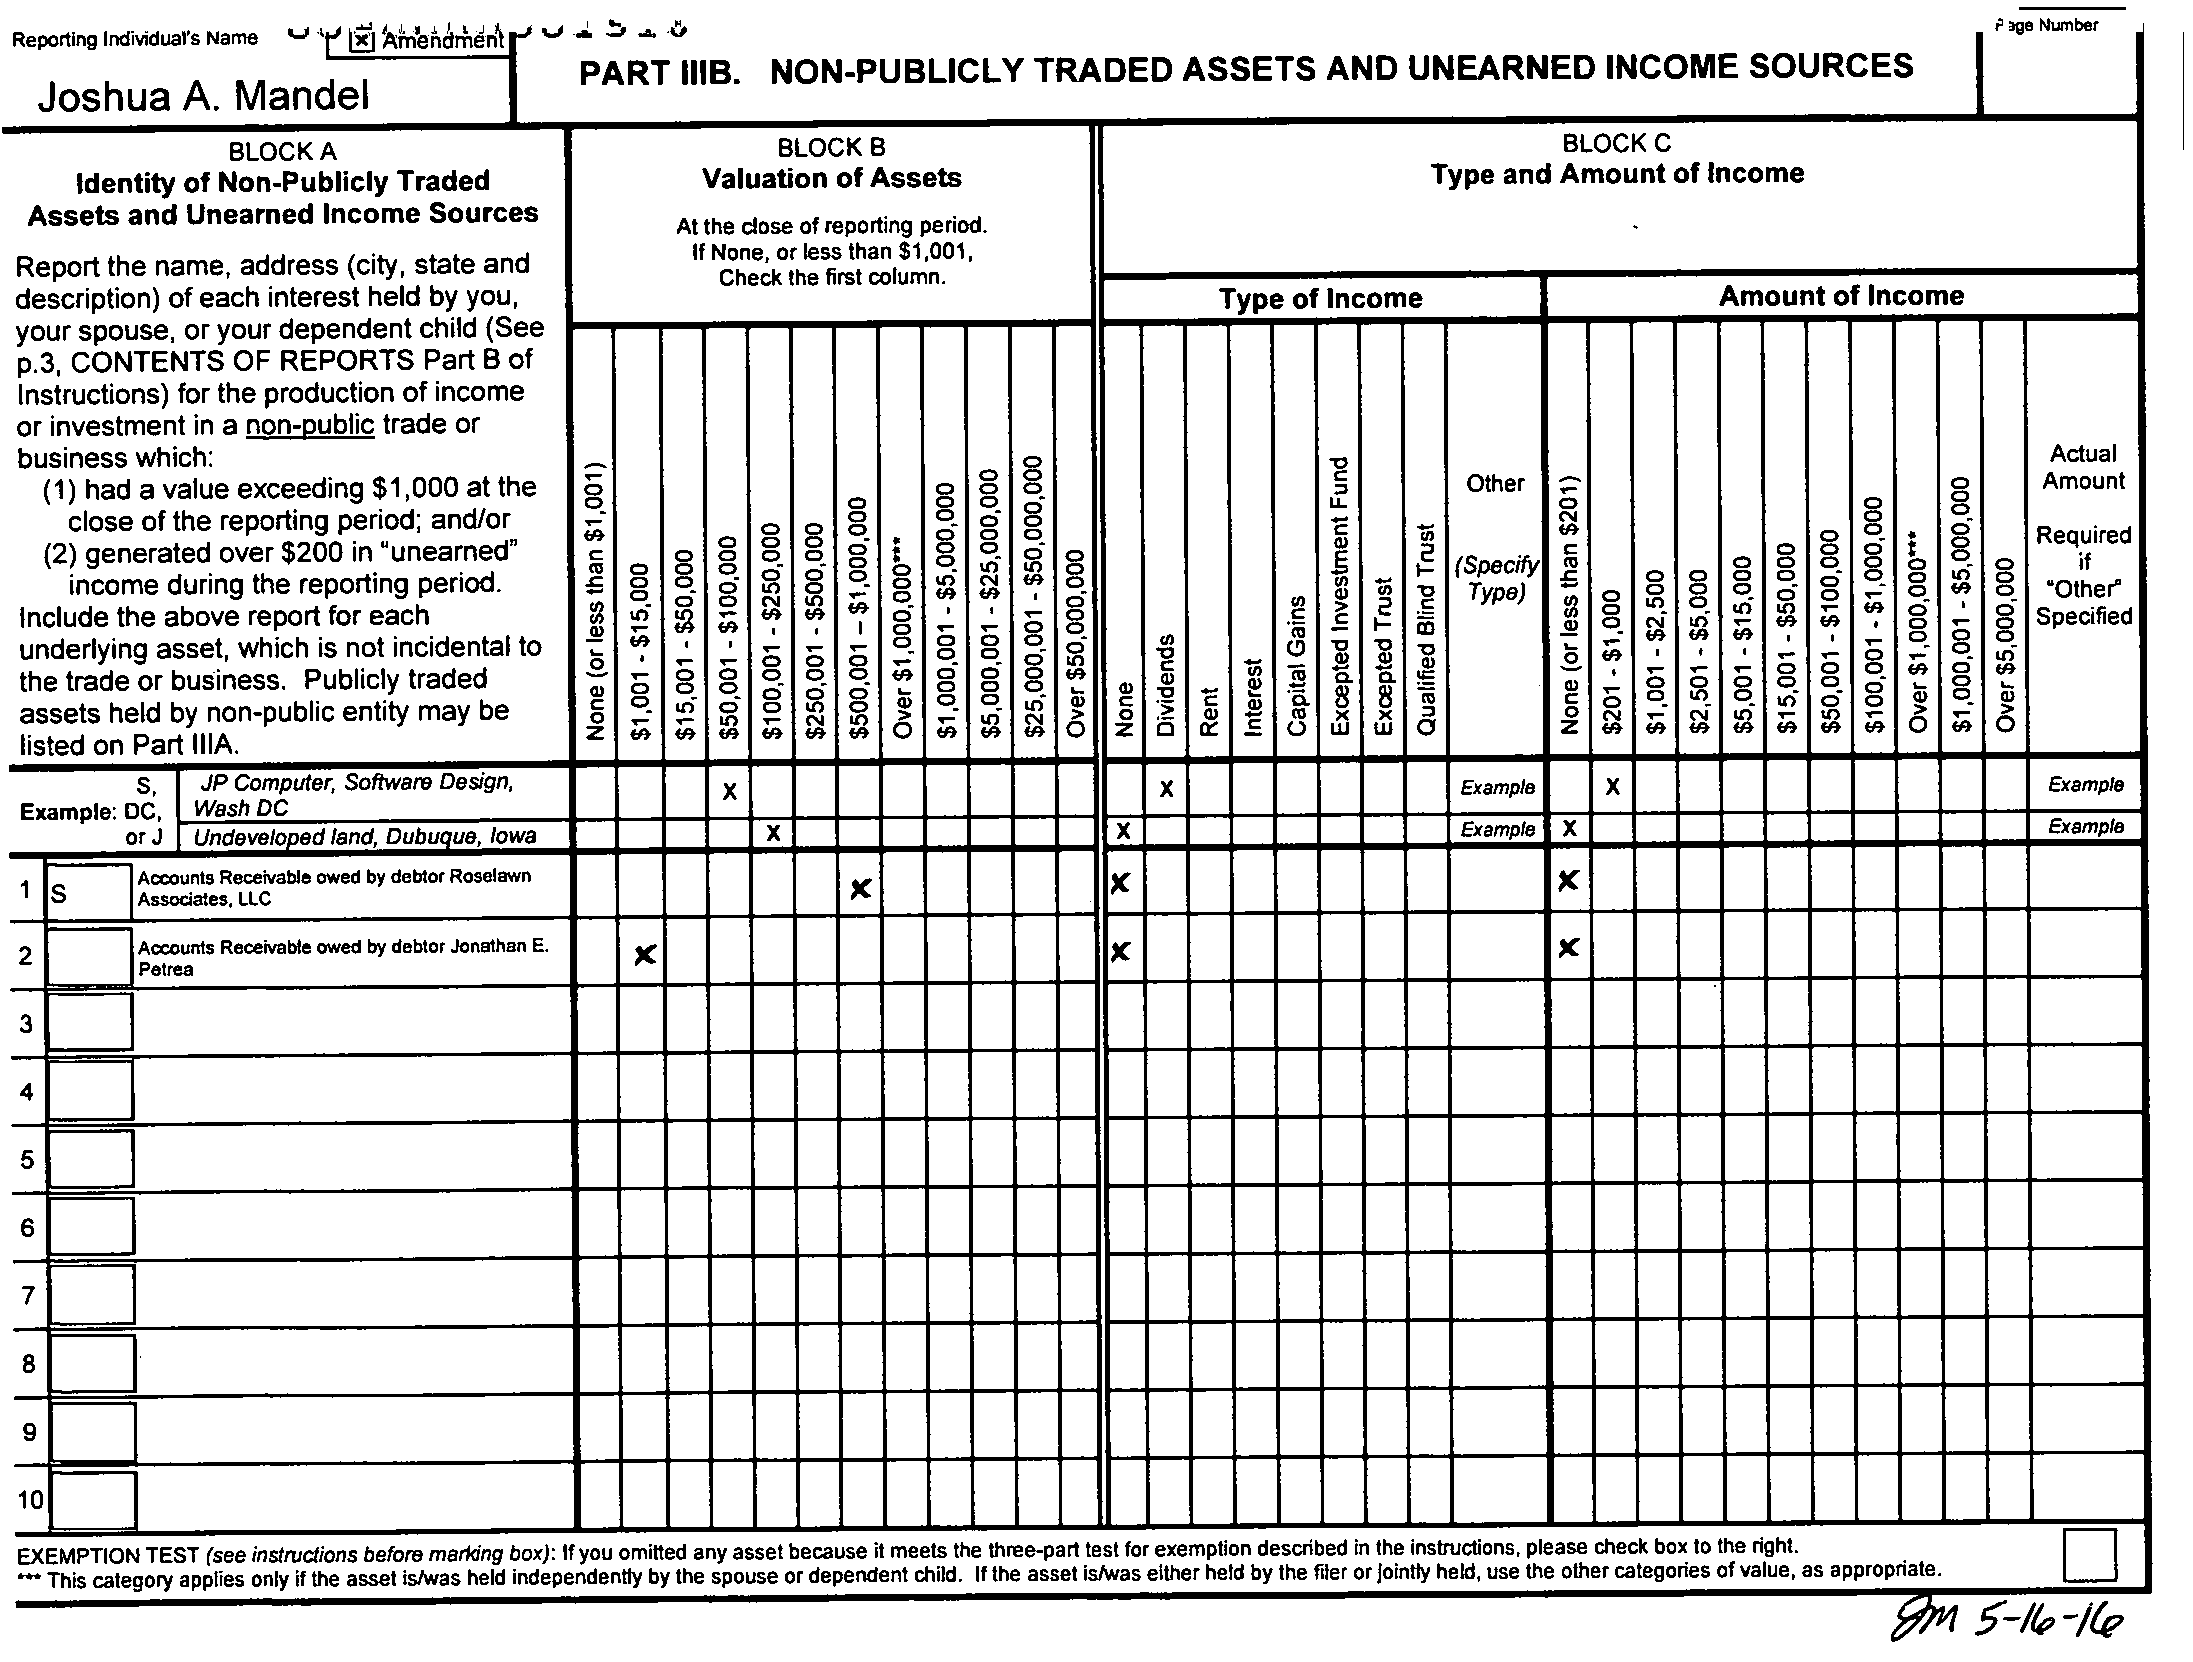 Reporting Individual's Name
Amendment
Page Number
Joshua A. Mandel
PART IIIB. NON-PUBLICLY TRADED ASSETS AND UNEARNED INCOME SOURCES
BLOCK A
Identity of Non-Publicly Traded
Assets and Unearned Income Sources
Report the name, address (city, state and
description) of each interest held by you,
your spouse, or your dependent child (See
p.3, CONTENTS OF REPORTS Part B of
Instructions) for the production of income
or investment in a non-public trade or
business which:
(1) had a value exceeding $1,000 at the
close of the reporting period; and/or
(2) generated over $200 in "unearned"
income during the reporting period.
Include the above report for each
underlying asset, which is not incidental to
the trade or business. Publicly traded
assets held by non-public entity may be
listed on Part IIIA.
BLOCK B
Valuation of Assets
At the close of reporting period.
If None, or less than $1,001,
Check the first column.
None (or less than $1,001)
$1,001 - $15,000
$15,001 - $50,000
$50,001 - $100,000
$100,001 - $250,000
$250,001 - $500,000
$500,001 – $1,000,000
Over $1,000,000***
$1,000,001 - $5,000,000
$5,000,001 - $25,000,000
$25,000,001 - $50,000,000
Over $50,000,000
BLOCK C
Type and Amount of Income
Type of Income
None
Dividends
Rent
Interest
Capital Gains
Excepted Investment Fund
Excepted Trust
Qualified Blind Trust
Other
(Specify
Type)
Amount of Income
None (or less than $201)
$201 - $1,000
$1,001 - $2,500
$2,501 - $5,000
$5,001 - $15,000
$15,001 - $50,000
$50,001 - $100,000
$100,001 - $1,000,000
Over $1,000,000***
$1,000,001 - $5,000,000
Over $5,000,000
Actual
Amount
Required
if
"Other"
Specified
Example: S,
DC,
or J
JP Computer, Software Design,
Wash DC
X X Example X Example
Undeveloped land, Dubuque, Iowa X X Example X Example
1 S Accounts Receivable owed by debtor Roselawn
Associates, LLC X X X
2 Accounts Receivable owed by debtor Jonathan E.
Petrea X X X
3
4
5
6
7
8
9
10
EXEMPTION TEST (see instructions before marking box): If you omitted any asset because it meets the three-part test for exemption described in the instructions, please check box to the right.
*** This category applies only if the asset is/was held independently by the spouse or dependent child. If the asset is/was either held by the filer or jointly held, use the other categories of value, as appropriate.
JM 5-16-16